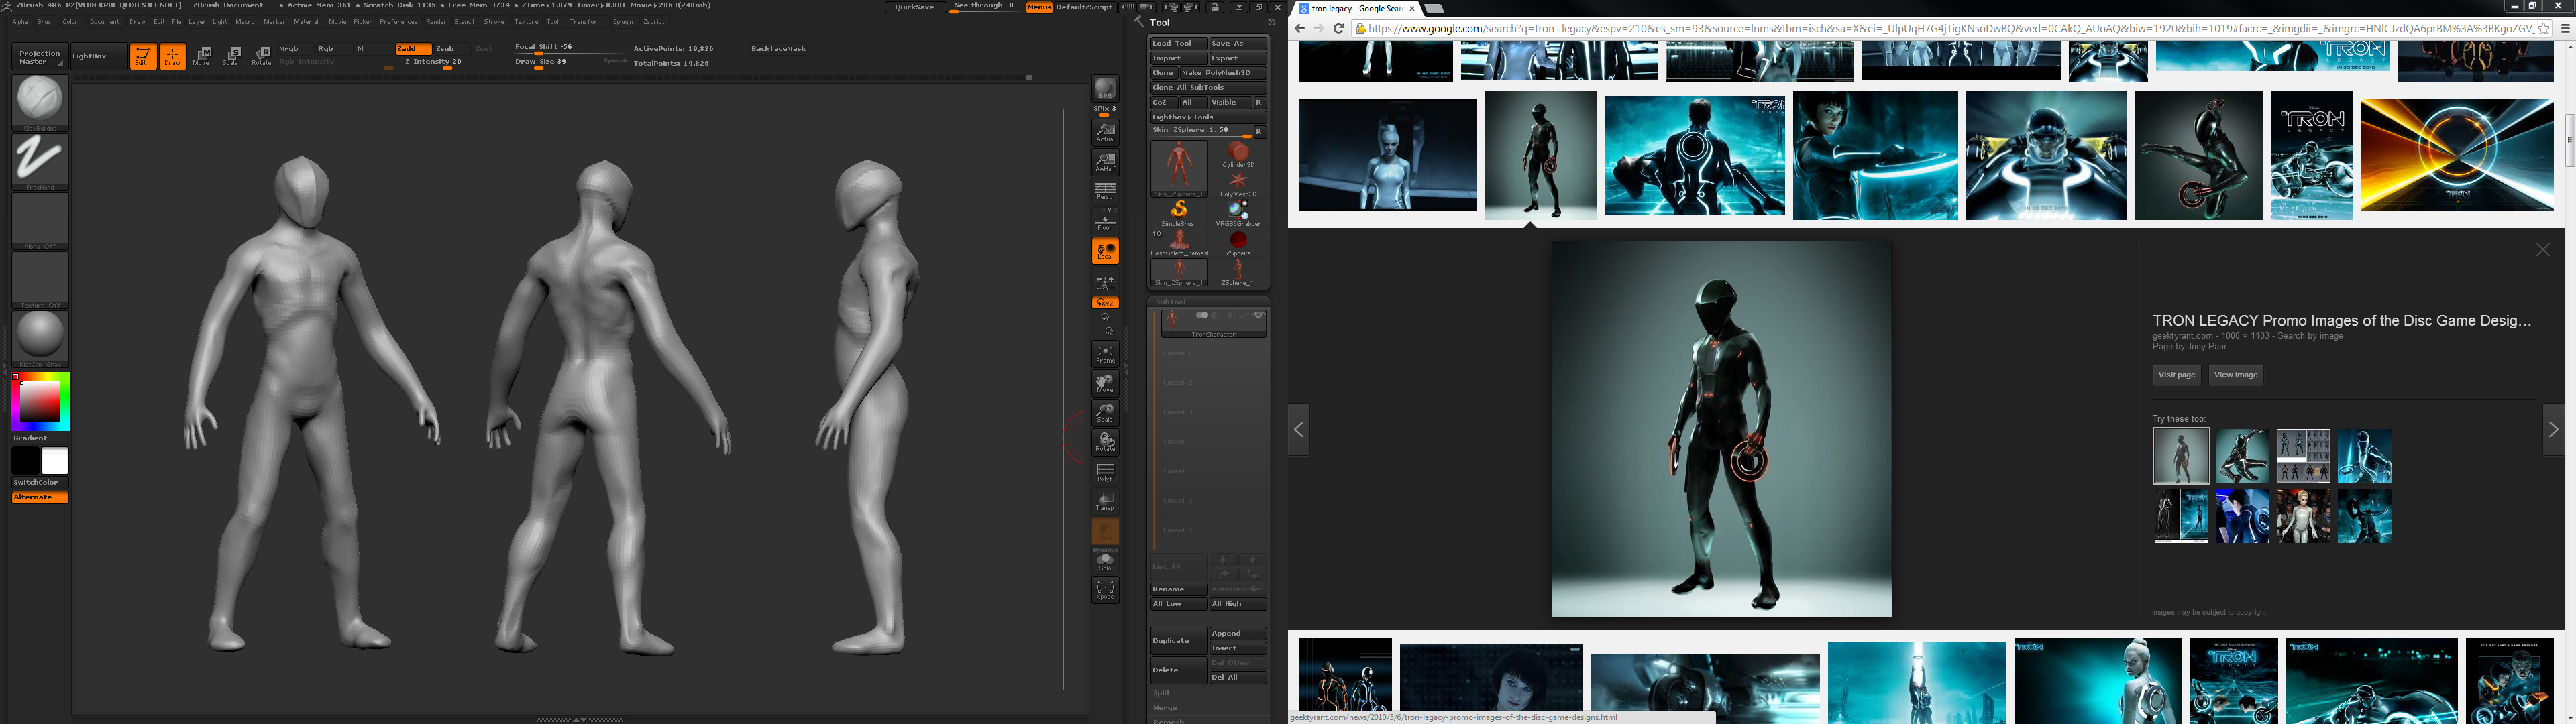 ZBrush 4R6 P2[VEHN-KPUF-QFDB-SJFI-NDET] ZBrush Document • Active Mem 361 • Scratch Disk 1135 • Free Mem 3734 • ZTime▸1.879 Timer▸0.001 Movie▸2063(240mb)
QuickSave See-through 0 Menus DefaultZScript
Alpha Brush Color Document Draw Edit File Layer Light Macro Marker Material Movie Picker Preferences Render Stencil Stroke Texture Tool Transform Zplugin Zscript
Projection Master
LightBox
Edit
Draw
Move
Scale
Rotate
Mrgb Rgb M
Rgb Intensity
Zadd Zsub Zcut
Z Intensity 20
Focal Shift -56
Draw Size 39 Dynamic
ActivePoints: 19,826
TotalPoints: 19,826
BackfaceMask
ClayBuildup
FreeHand
Alpha Off
Texture Off
MatCap Gray
Gradient
SwitchColor
Alternate
BPR
SPix 3
Actual
AAHalf
Persp
Floor
Local
L.Sym
XYZ
Frame
Move
Scale
Rotate
PolyF
Transp
Dynamic
Solo
Xpose
Tool
Load Tool Save As
Import Export
Clone Make PolyMesh3D
Clone All SubTools
GoZ All Visible R
Lightbox▸Tools
Skin_ZSphere_1. 50 R
Skin_ZSphere_1
Cylinder3D
PolyMesh3D
SimpleBrush
MRGBZGrabber
10
FleshGolem_remesl
ZSphere
Skin_ZSphere_1
ZSphere_1
SubTool
TronCharacter
Unused 1
Unused 2
Unused 3
Unused 4
Unused 5
Unused 6
Unused 7
List All
Rename AutoReorder
All Low All High
Duplicate Append
Insert
Delete Del Other
Del All
Split
Merge
Remesh
tron legacy - Google Sear
https://www.google.com/search?q=tron+legacy&espv=210&es_sm=93&source=lnms&tbm=isch&sa=X&ei=_UlpUqH7G4jTigKNsoDwBQ&ved=0CAkQ_AUoAQ&biw=1920&bih=1019#facrc=_&imgdii=_&imgrc=HNlCJzdQA6prBM%3A%3BKgoZGV_
TRON
TRON
LEGACY
TRON LEGACY Promo Images of the Disc Game Desig...
geektyrant.com - 1000 × 1103 - Search by image
Page by Joey Paur
Visit page View image
Try these too:
Images may be subject to copyright.
TRON
TRON
TRON
geektyrant.com/news/2010/5/6/tron-legacy-promo-images-of-the-disc-game-designs.html